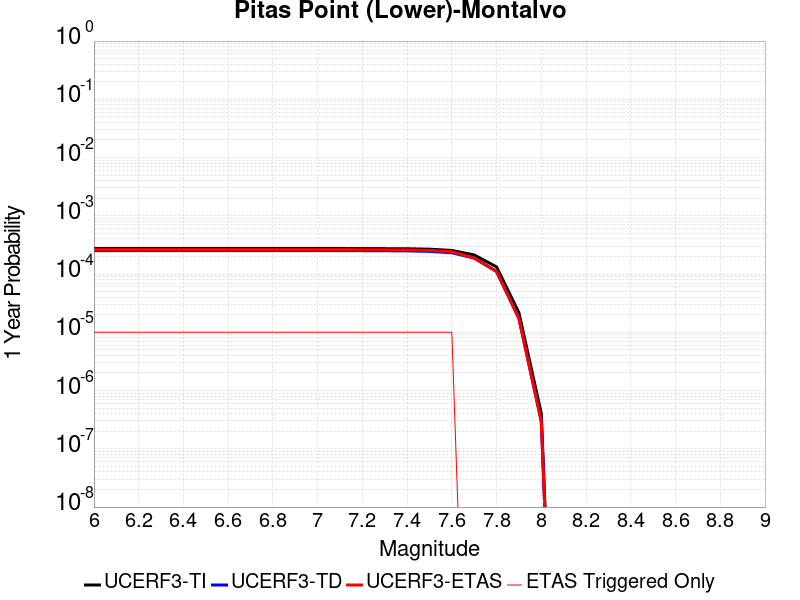 Pitas Point (Lower)-Montalvo
10^0
10^-1
10^-2
10^-3
10^-4
10^-5
10^-6
10^-7
10^-8
1 Year Probability
6 6.2 6.4 6.6 6.8 7 7.2 7.4 7.6 7.8 8 8.2 8.4 8.6 8.8 9
Magnitude
UCERF3-TI UCERF3-TD UCERF3-ETAS ETAS Triggered Only